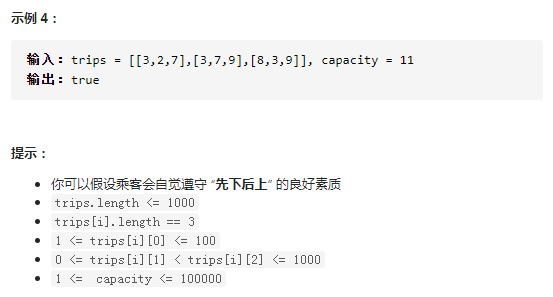 示例 4：
输入：trips = [[3,2,7],[3,7,9],[8,3,9]], capacity = 11
输出：true
提示：
你可以假设乘客会自觉遵守 “先下后上” 的良好素质
trips.length <= 1000
trips[i].length == 3
1 <= trips[i][0] <= 100
0 <= trips[i][1] < trips[i][2] <= 1000
1 <=  capacity <= 100000